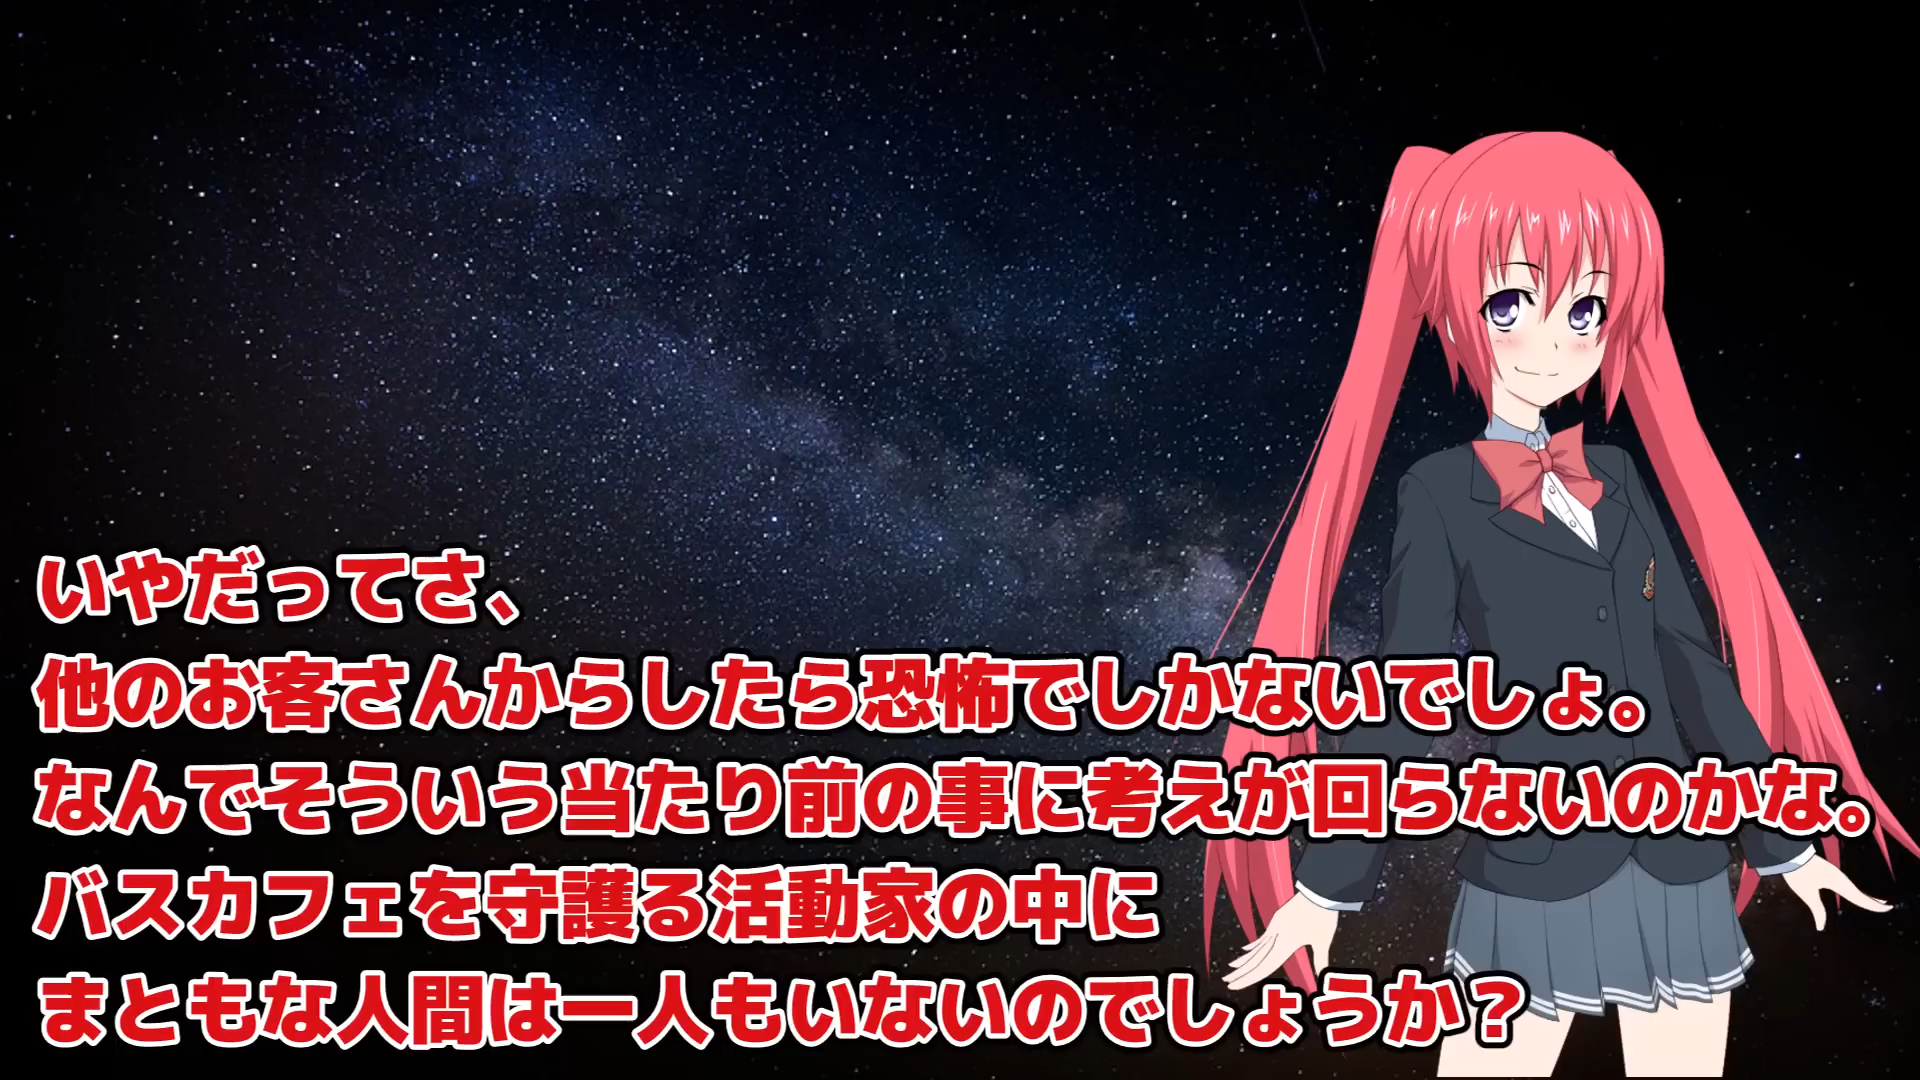 いやだってさ、
他のお客さんからしたら恐怖でしかないでしょ。
なんでそういう当たり前の事に考えが回らないのかな。
バスカフェを守護る活動家の中に
まともな人間は一人もいないのでしょうか？